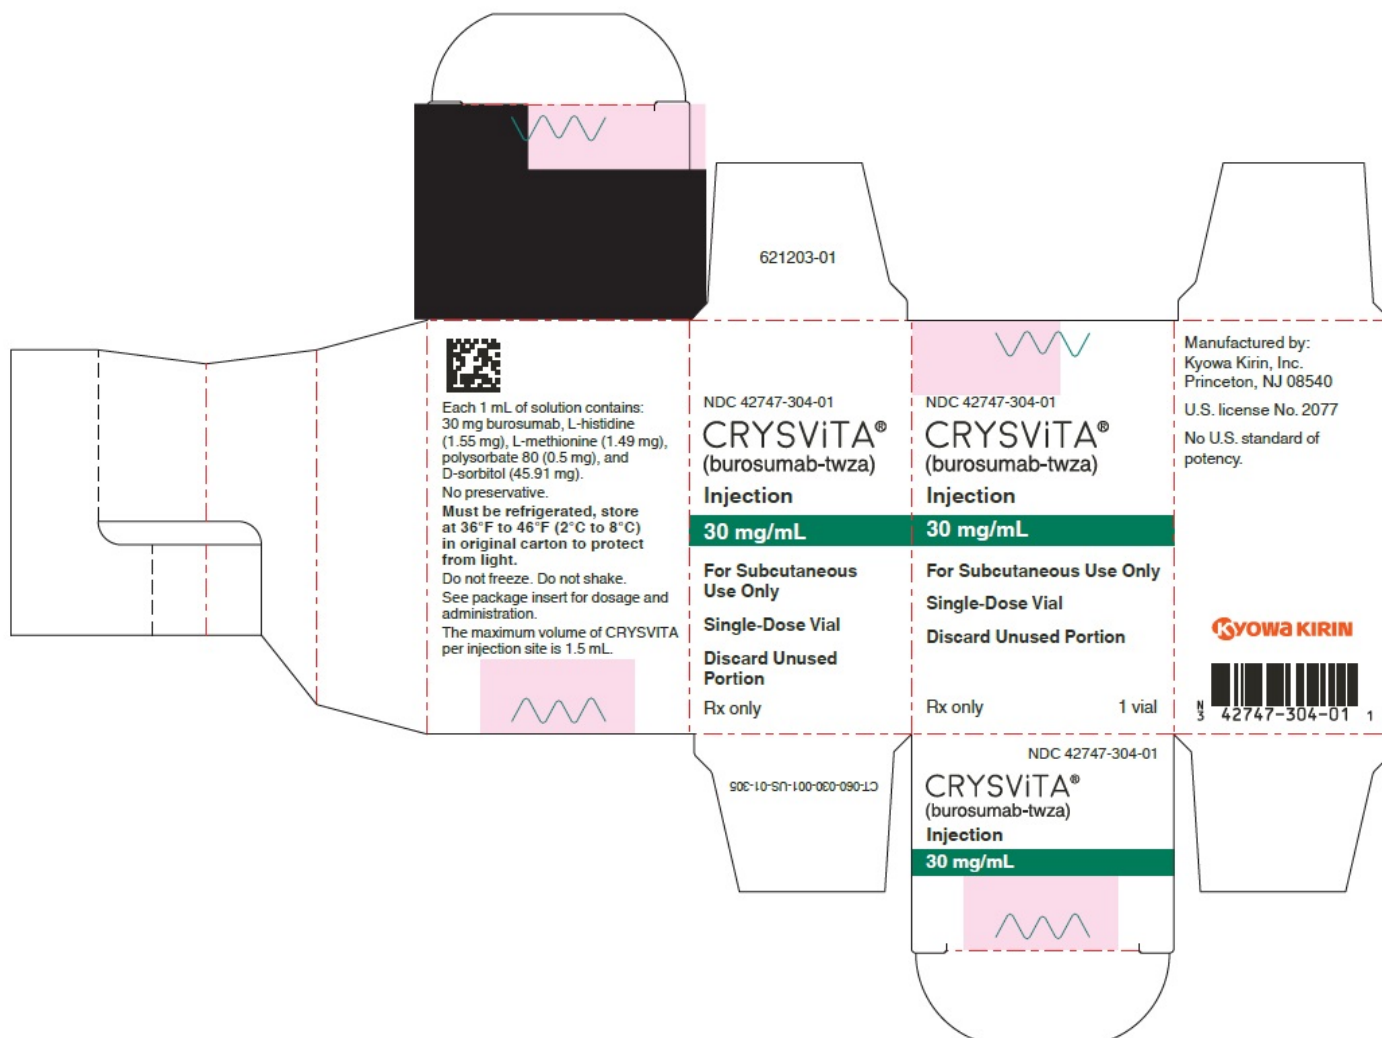 621203-01
Each 1 mL of solution contains:
30 mg burosumab, L-histidine
(1.55 mg), L-methionine (1.49 mg),
polysorbate 80 (0.5 mg), and
D-sorbitol (45.91 mg).
No preservative.
Must be refrigerated, store
at 36°F to 46°F (2°C to 8°C)
in original carton to protect
from light.
Do not freeze. Do not shake.
See package insert for dosage and
administration.
The maximum volume of CRYSVITA
per injection site is 1.5 mL.
NDC 42747-304-01
CRYSViTA®
(burosumab-twza)
Injection
30 mg/mL
For Subcutaneous
Use Only
Single-Dose Vial
Discard Unused
Portion
Rx only
NDC 42747-304-01
CRYSViTA®
(burosumab-twza)
Injection
30 mg/mL
For Subcutaneous Use Only
Single-Dose Vial
Discard Unused Portion
Rx only 1 vial
Manufactured by:
Kyowa Kirin, Inc.
Princeton, NJ 08540
U.S. license No. 2077
No U.S. standard of
potency.
KYOWA KIRIN
N3 42747-304-01 1
CT-060-030-001-US-01-305
NDC 42747-304-01
CRYSViTA®
(burosumab-twza)
Injection
30 mg/mL